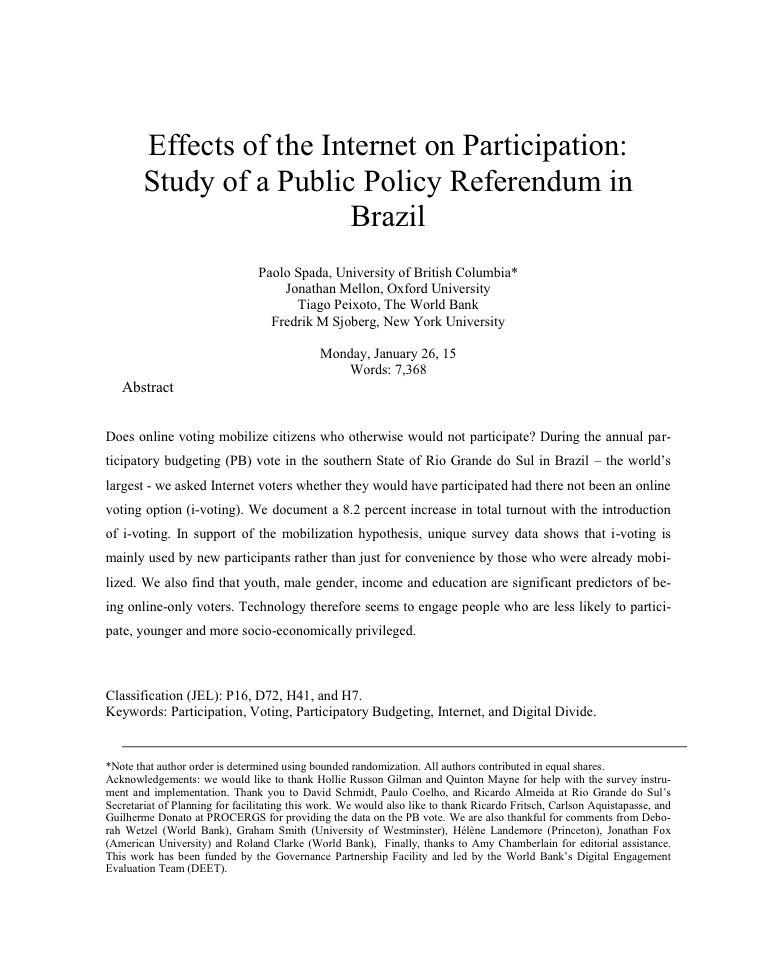 Effects of the Internet on Participation:
Study of a Public Policy Referendum in
Brazil
Paolo Spada, University of British Columbia*
Jonathan Mellon, Oxford University
Tiago Peixoto, The World Bank
Fredrik M Sjoberg, New York University
Monday, January 26, 15
Words: 7,368
Abstract
Does online voting mobilize citizens who otherwise would not participate? During the annual par-
ticipatory budgeting (PB) vote in the southern State of Rio Grande do Sul in Brazil – the world's
largest - we asked Internet voters whether they would have participated had there not been an online
voting option (i-voting). We document a 8.2 percent increase in total turnout with the introduction
of i-voting. In support of the mobilization hypothesis, unique survey data shows that i-voting is
mainly used by new participants rather than just for convenience by those who were already mobi-
lized. We also find that youth, male gender, income and education are significant predictors of be-
ing online-only voters. Technology therefore seems to engage people who are less likely to partici-
pate, younger and more socio-economically privileged.
Classification (JEL): P16, D72, H41, and H7.
Keywords: Participation, Voting, Participatory Budgeting, Internet, and Digital Divide.
*Note that author order is determined using bounded randomization. All authors contributed in equal shares.
Acknowledgements: we would like to thank Hollie Russon Gilman and Quinton Mayne for help with the survey instru-
ment and implementation. Thank you to David Schmidt, Paulo Coelho, and Ricardo Almeida at Rio Grande do Sul's
Secretariat of Planning for facilitating this work. We would also like to thank Ricardo Fritsch, Carlson Aquistapasse, and
Guilherme Donato at PROCERGS for providing the data on the PB vote. We are also thankful for comments from Debo-
rah Wetzel (World Bank), Graham Smith (University of Westminster), Hélène Landemore (Princeton), Jonathan Fox
(American University) and Roland Clarke (World Bank),  Finally, thanks to Amy Chamberlain for editorial assistance.
This work has been funded by the Governance Partnership Facility and led by the World Bank's Digital Engagement
Evaluation Team (DEET).